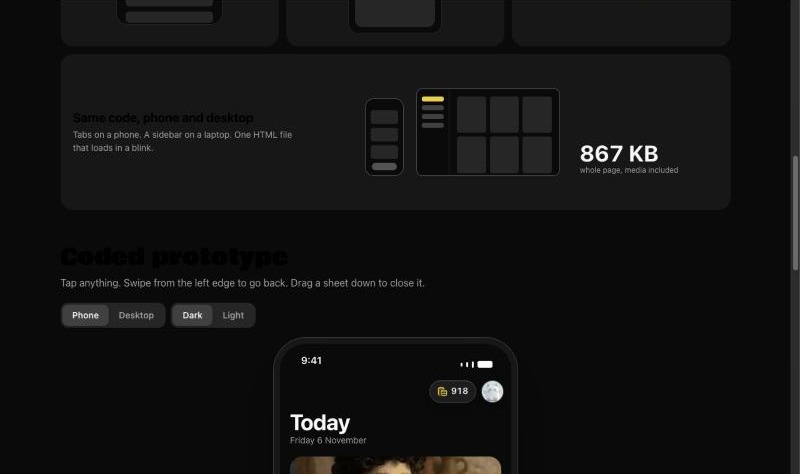 Same code, phone and desktop
Tabs on a phone. A sidebar on a laptop. One HTML file
that loads in a blink.
867 KB
whole page, media included
Coded prototype
Tap anything. Swipe from the left edge to go back. Drag a sheet down to close it.
Phone Desktop Dark Light
9:41
918
Today
Friday 6 November